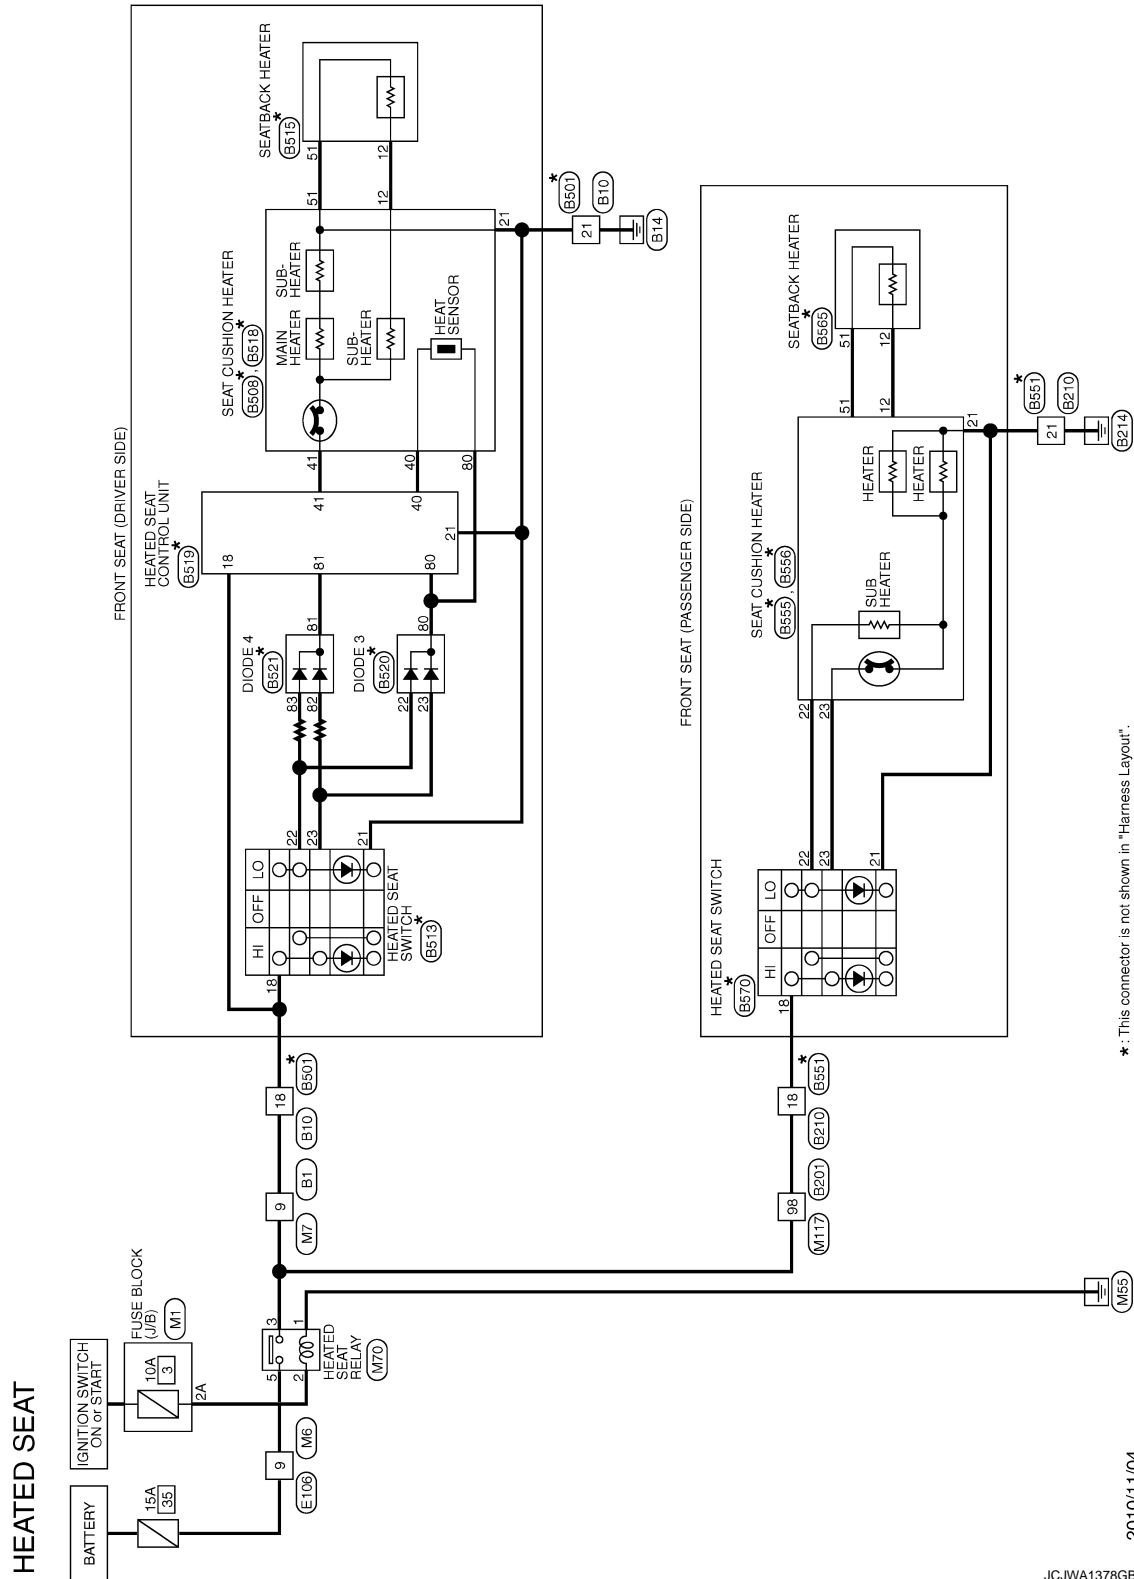 HEATED SEAT
BATTERY
15A
35
IGNITION SWITCH
ON or START
FUSE BLOCK
(J/B)
M1
10A
3
2A
E106
9
M6
5
2
3
1
HEATED
SEAT
RELAY
M70
M55
M7
9
B1
B10
18
B501
*
M117
98
B201
B210
18
B551
*
FRONT SEAT (DRIVER SIDE)
18
HI
OFF
LO
22
23
21
HEATED SEAT
SWITCH
*
B513
83
82
81
DIODE 4
*
B521
22
23
80
DIODE 3
*
B520
HEATED SEAT
CONTROL UNIT
*
B519
18
81
80
21
41
40
41
40
80
SEAT CUSHION HEATER
*
B508 ,
*
B518
MAIN
HEATER
SUB-
HEATER
SUB-
HEATER
HEAT
SENSOR
51
12
21
51
12
SEATBACK HEATER
*
B515
*
B501
B10
21
B14
FRONT SEAT (PASSENGER SIDE)
18
HEATED SEAT SWITCH
*
B570
HI
OFF
LO
22
23
21
22
23
SEAT CUSHION HEATER
*
B555 ,
*
B556
SUB
HEATER
HEATER
HEATER
51
12
21
51
12
SEATBACK HEATER
*
B565
*
B551
B210
21
B214
* : This connector is not shown in "Harness Layout".
2010/11/04
JCJWA1378GB